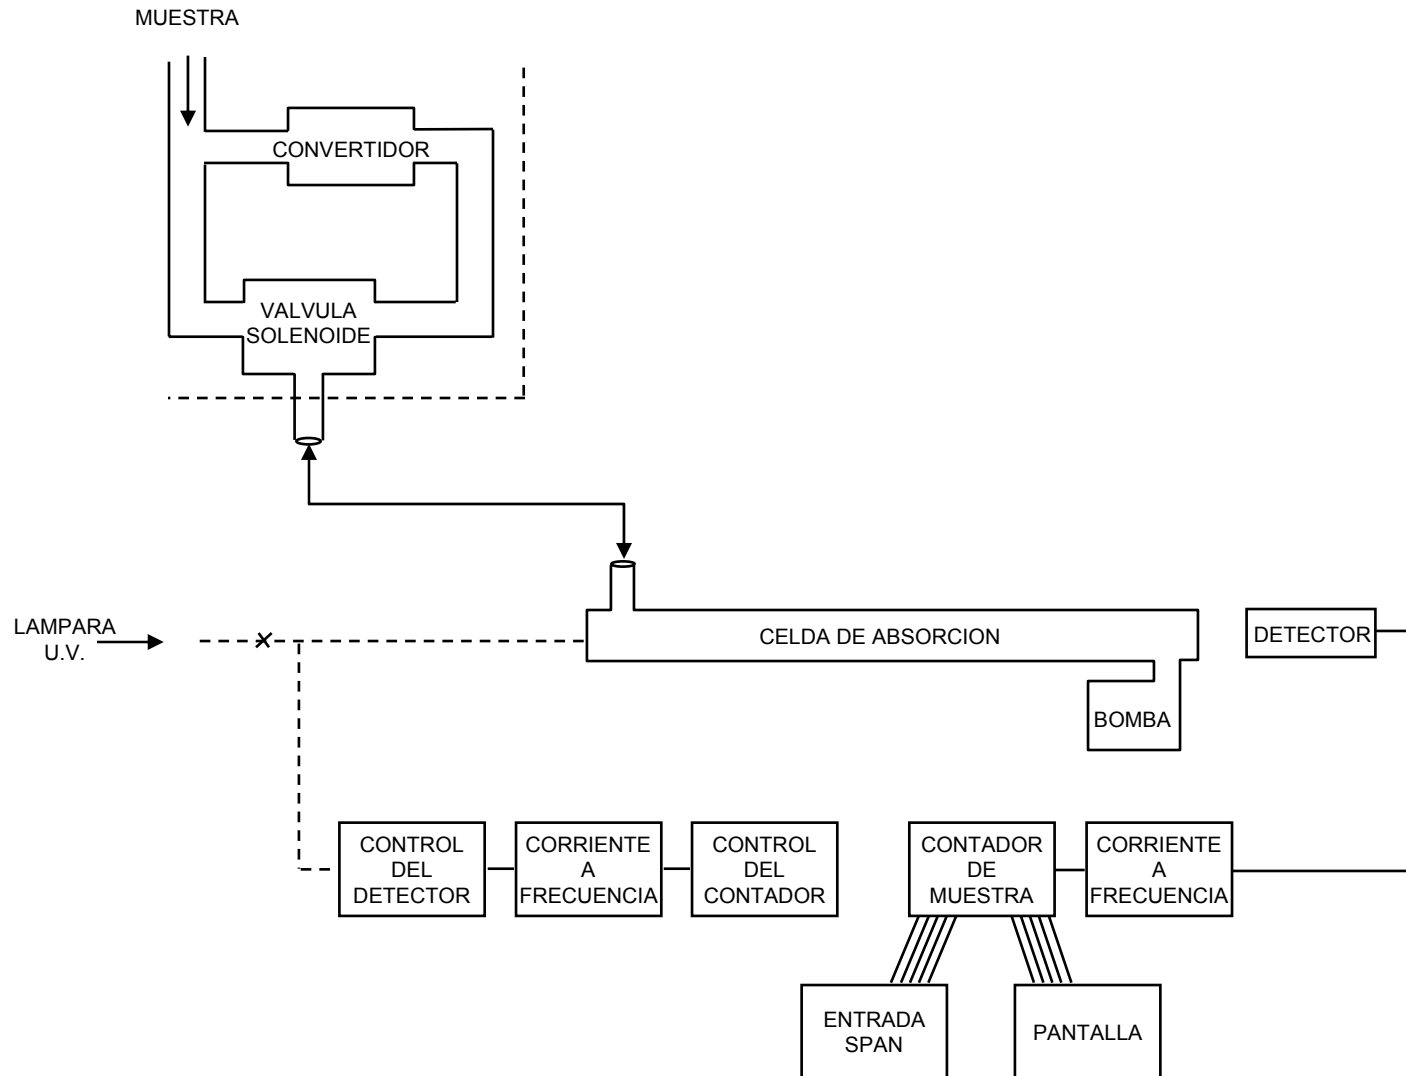 MUESTRA
CONVERTIDOR
VALVULA
SOLENOIDE
LAMPARA
U.V.
CELDA DE ABSORCION
DETECTOR
BOMBA
CONTROL
DEL
DETECTOR
CORRIENTE
A
FRECUENCIA
CONTROL
DEL
CONTADOR
CONTADOR
DE
MUESTRA
CORRIENTE
A
FRECUENCIA
ENTRADA
SPAN
PANTALLA